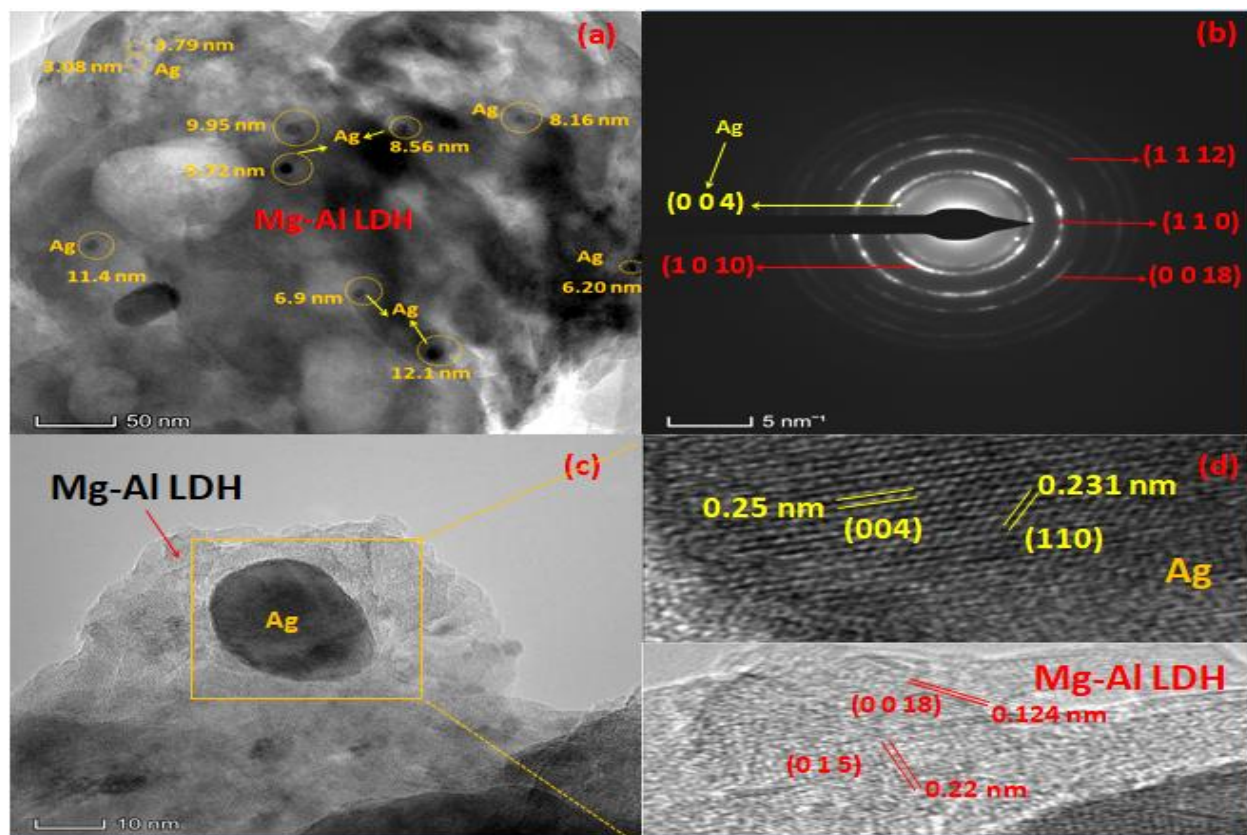 (a)
3.79 nm
3.08 nm
Ag
9.95 nm
Ag
8.56 nm
Ag
8.16 nm
9.72 nm
Mg-Al LDH
Ag
11.4 nm
Ag
6.20 nm
6.9 nm
Ag
12.1 nm
50 nm
(b)
Ag
(0 0 4)
(1 1 12)
(1 1 0)
(1 0 10)
(0 0 18)
5 nm⁻¹
(c)
Mg-Al LDH
Ag
10 nm
(d)
0.25 nm
(004)
0.231 nm
(110)
Ag
Mg-Al LDH
(0 0 18)
0.124 nm
(0 1 5)
0.22 nm